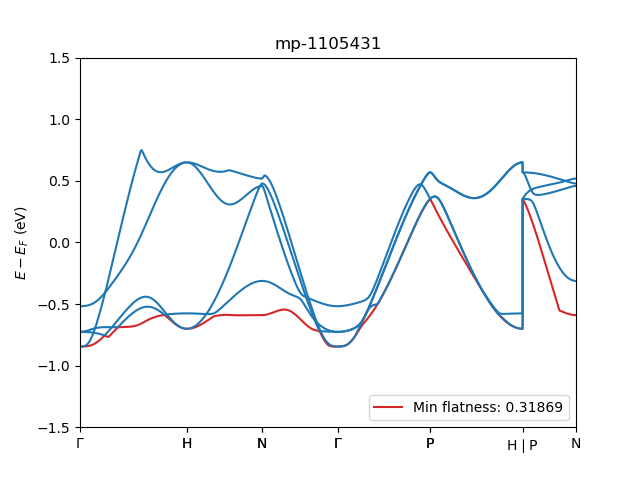 mp-1105431
1.5
1.0
0.5
0.0
−0.5
−1.0
−1.5
E − E_F (eV)
Min flatness: 0.31869
Γ H N Γ P H | P N